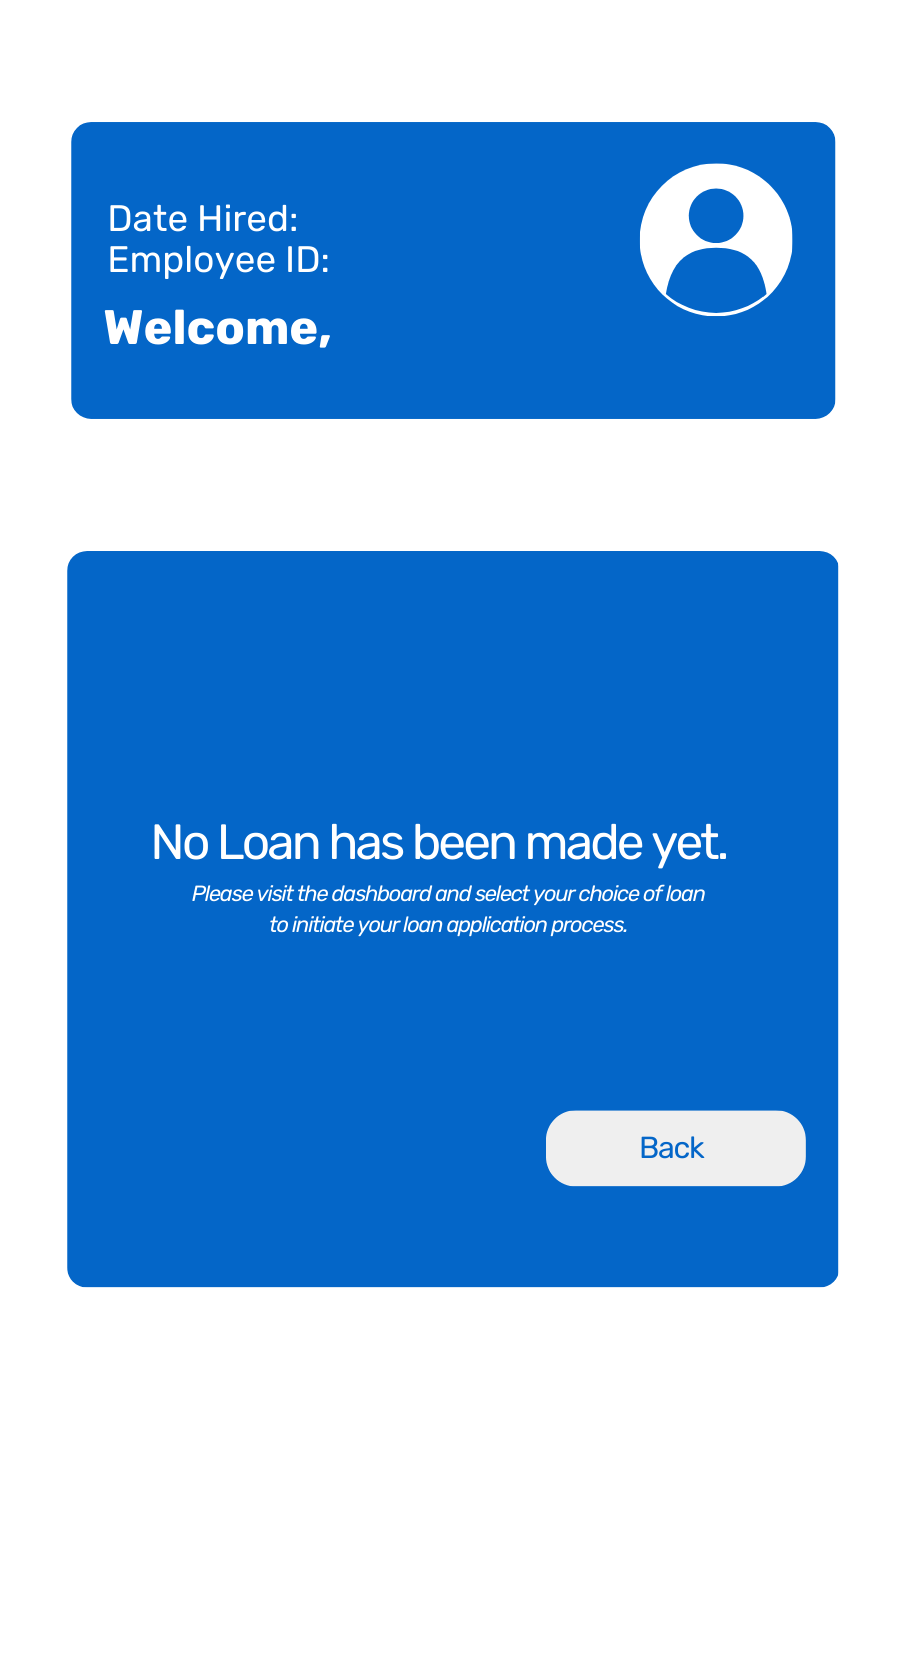 Date Hired:
Employee ID:
Welcome,
No Loan has been made yet.
Please visit the dashboard and select your choice of loan
to initiate your loan application process.
Back